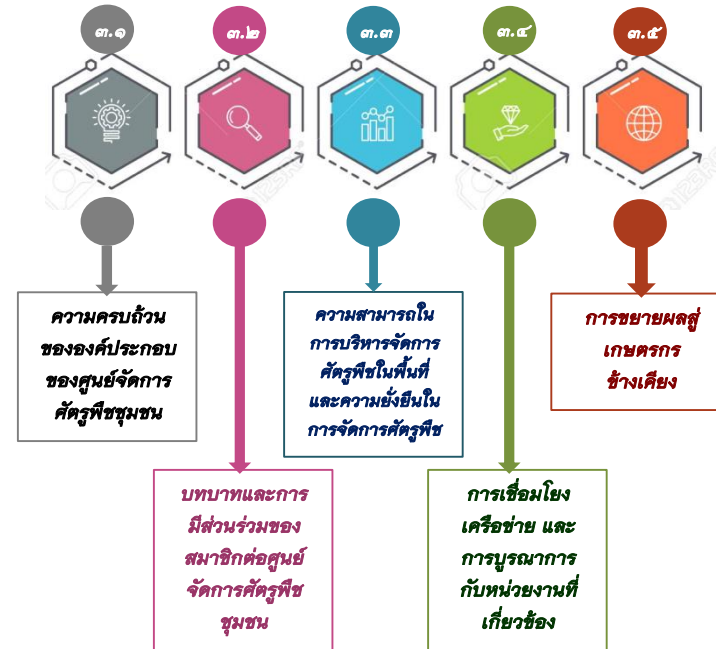 ๓.๑
๓.๒
๓.๓
๓.๔
๓.๕
ความครบถ้วน
ขององค์ประกอบ
ของศูนย์จัดการ
ศัตรูพืชชุมชน
บทบาทและการ
มีส่วนร่วมของ
สมาชิกต่อศูนย์
จัดการศัตรูพืช
ชุมชน
ความสามารถใน
การบริหารจัดการ
ศัตรูพืชในพื้นที่
และความยั่งยืนใน
การจัดการศัตรูพืช
การเชื่อมโยง
เครือข่าย และ
การบูรณาการ
กับหน่วยงานที่
เกี่ยวข้อง
การขยายผลสู่
เกษตรกร
ข้างเคียง